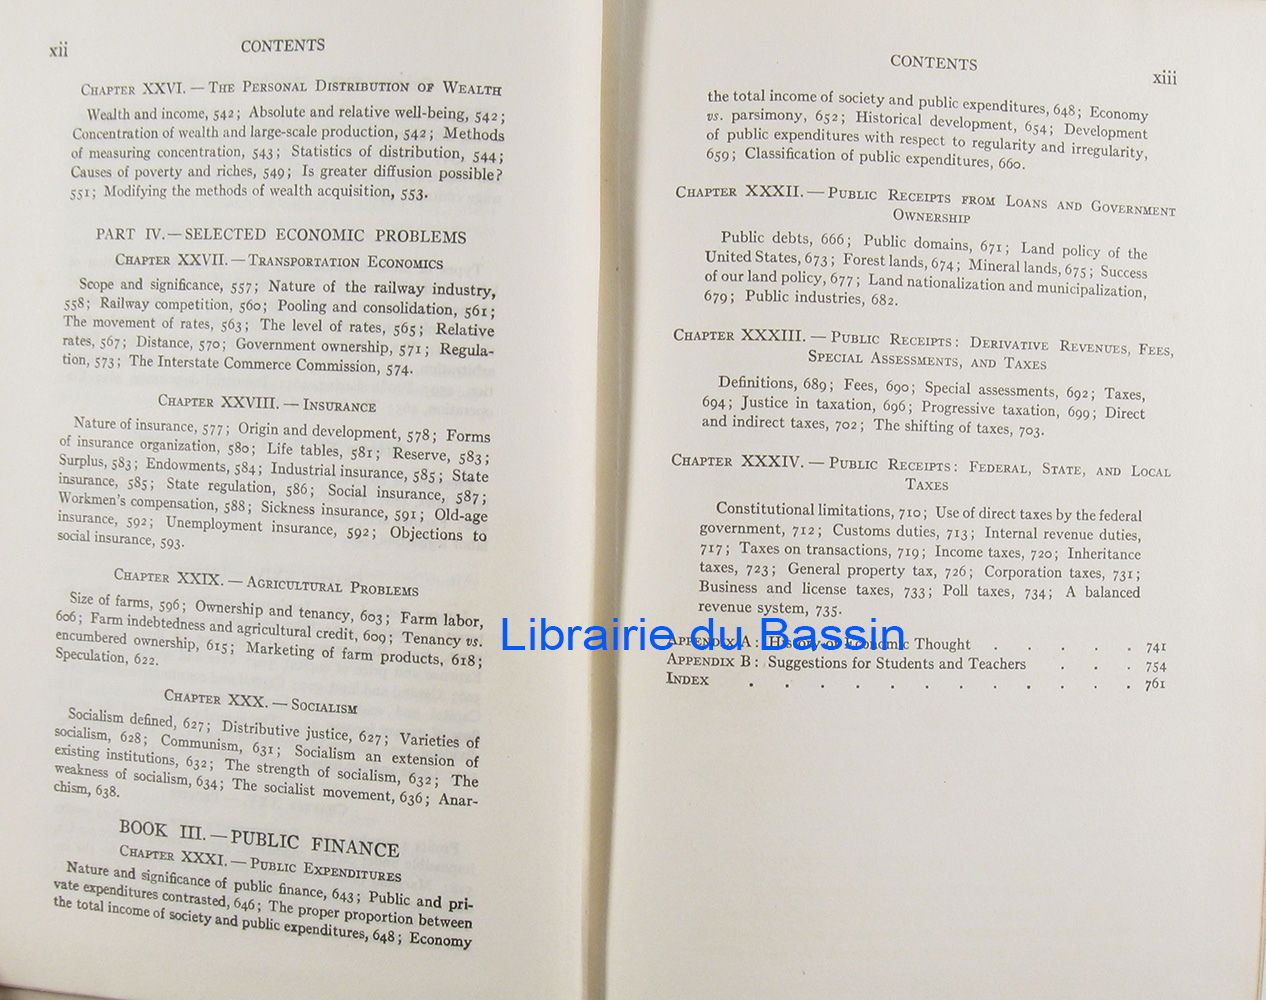 xii
CONTENTS
CHAPTER XXVI. — THE PERSONAL DISTRIBUTION OF WEALTH
Wealth and income, 542; Absolute and relative well-being, 542;
Concentration of wealth and large-scale production, 542; Methods
of measuring concentration, 543; Statistics of distribution, 544;
Causes of poverty and riches, 549; Is greater diffusion possible?
551; Modifying the methods of wealth acquisition, 553.
PART IV.—SELECTED ECONOMIC PROBLEMS
CHAPTER XXVII.—TRANSPORTATION ECONOMICS
Scope and significance, 557; Nature of the railway industry,
558; Railway competition, 560; Pooling and consolidation, 561;
The movement of rates, 563; The level of rates, 565; Relative
rates, 567; Distance, 570; Government ownership, 571; Regula-
tion, 573; The Interstate Commerce Commission, 574.
CHAPTER XXVIII. — INSURANCE
Nature of insurance, 577; Origin and development, 578; Forms
of insurance organization, 580; Life tables, 581; Reserve, 583;
Surplus, 583; Endowments, 584; Industrial insurance, 585; State
insurance, 585; State regulation, 586; Social insurance, 587;
Workmen's compensation, 588; Sickness insurance, 591; Old-age
insurance, 592; Unemployment insurance, 592; Objections to
social insurance, 593.
CHAPTER XXIX. — AGRICULTURAL PROBLEMS
Size of farms, 596; Ownership and tenancy, 603; Farm labor,
606; Farm indebtedness and agricultural credit, 609; Tenancy vs.
encumbered ownership, 615; Marketing of farm products, 618;
Speculation, 622.
CHAPTER XXX. — SOCIALISM
Socialism defined, 627; Distributive justice, 627; Varieties of
socialism, 628; Communism, 631; Socialism an extension of
existing institutions, 632; The strength of socialism, 632; The
weakness of socialism, 634; The socialist movement, 636; Anar-
chism, 638.
BOOK III. — PUBLIC FINANCE
CHAPTER XXXI. — PUBLIC EXPENDITURES
Nature and significance of public finance, 643; Public and pri-
vate expenditures contrasted, 646; The proper proportion between
the total income of society and public expenditures, 648; Economy
CONTENTS
xiii
the total income of society and public expenditures, 648; Economy
vs. parsimony, 652; Historical development, 654; Development
of public expenditures with respect to regularity and irregularity,
659; Classification of public expenditures, 660.
CHAPTER XXXII. — PUBLIC RECEIPTS FROM LOANS AND GOVERNMENT
OWNERSHIP
Public debts, 666; Public domains, 671; Land policy of the
United States, 673; Forest lands, 674; Mineral lands, 675; Success
of our land policy, 677; Land nationalization and municipalization,
679; Public industries, 682.
CHAPTER XXXIII. — PUBLIC RECEIPTS: DERIVATIVE REVENUES, FEES,
SPECIAL ASSESSMENTS, AND TAXES
Definitions, 689; Fees, 690; Special assessments, 692; Taxes,
694; Justice in taxation, 696; Progressive taxation, 699; Direct
and indirect taxes, 702; The shifting of taxes, 703.
CHAPTER XXXIV. — PUBLIC RECEIPTS: FEDERAL, STATE, AND LOCAL
TAXES
Constitutional limitations, 710; Use of direct taxes by the federal
government, 712; Customs duties, 713; Internal revenue duties,
717; Taxes on transactions, 719; Income taxes, 720; Inheritance
taxes, 723; General property tax, 726; Corporation taxes, 731;
Business and license taxes, 733; Poll taxes, 734; A balanced
revenue system, 735.
Librairie du Bassin
APPENDIX A: History of Economic Thought . . . . . 741
APPENDIX B: Suggestions for Students and Teachers . . . 754
INDEX . . . . . . . . . . . . 761